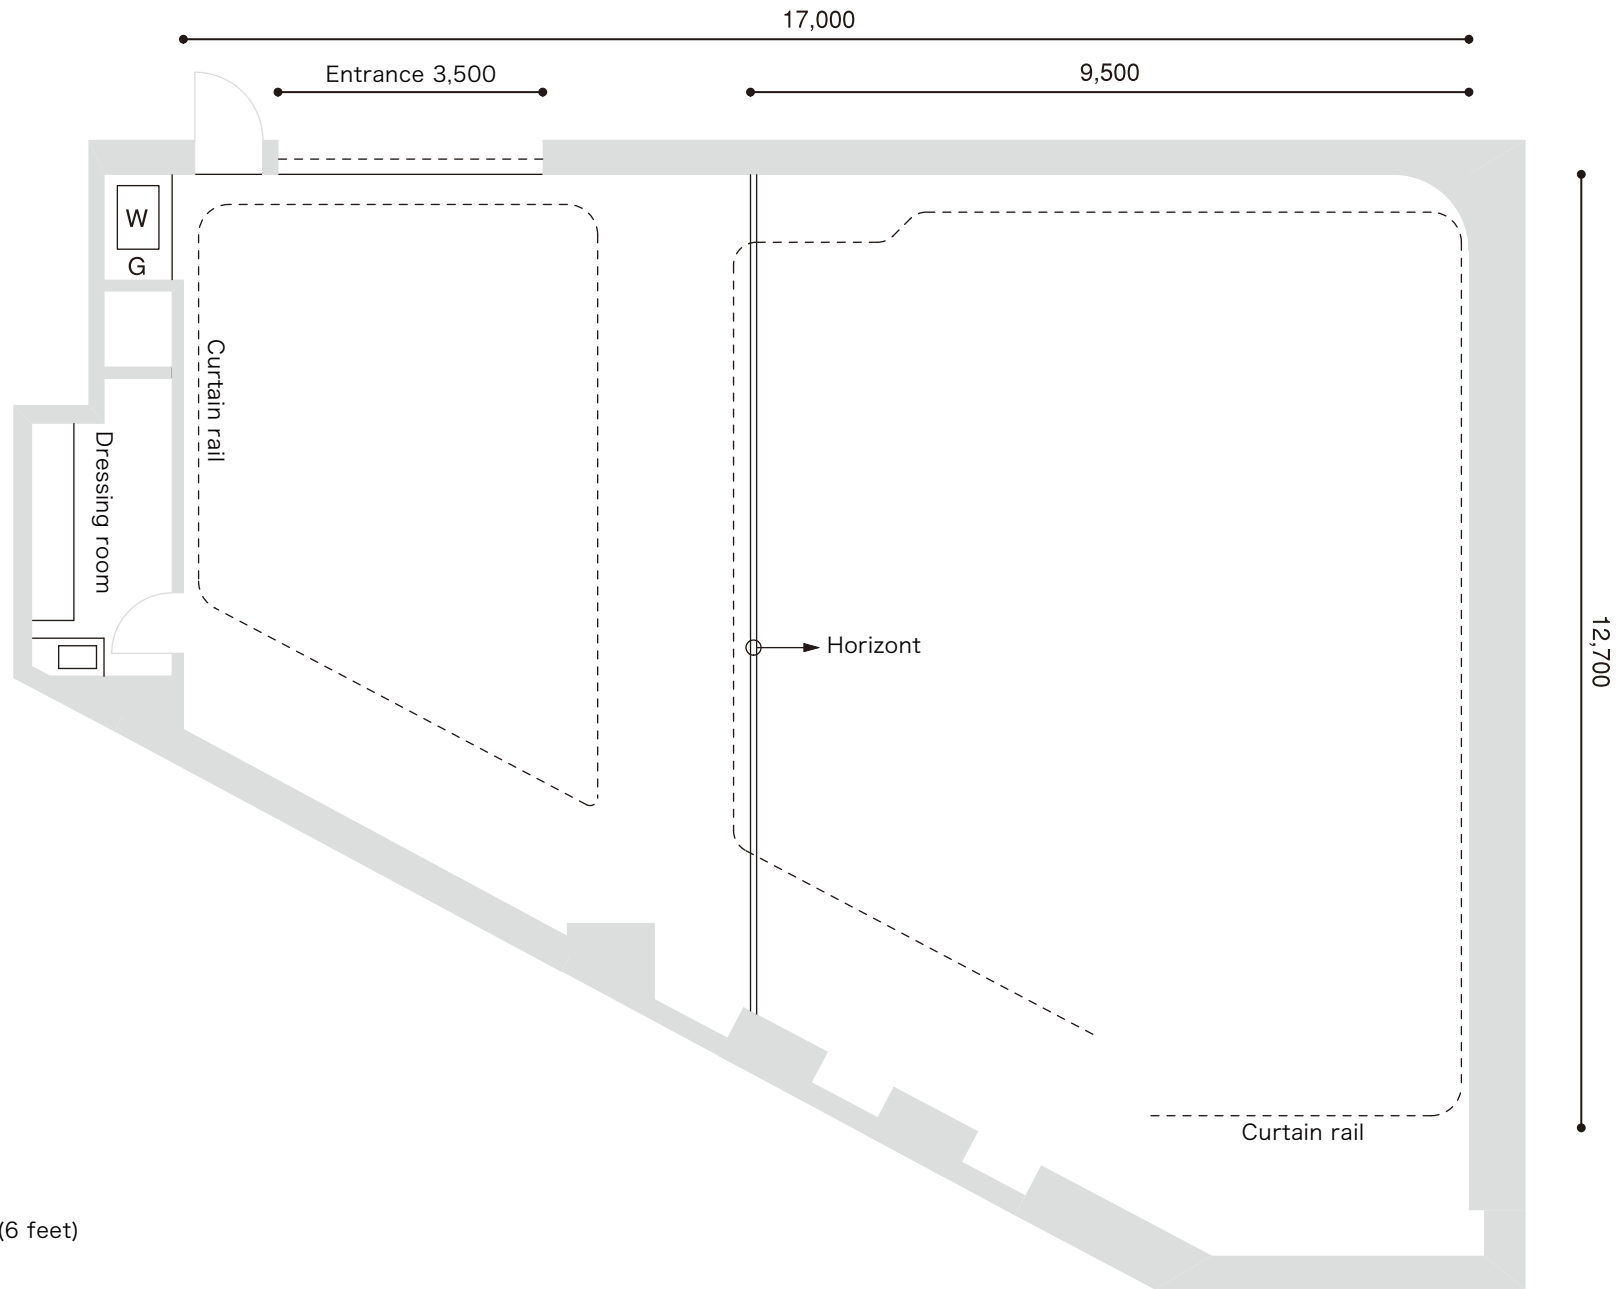 17,000
Entrance 3,500
9,500
W
G
Curtain rail
Dressing room
Horizont
12,700
Curtain rail
(6 feet)